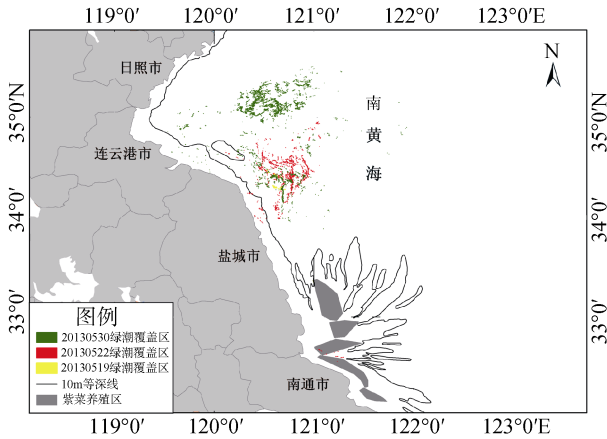 119°0′ 120°0′ 121°0′ 122°0′ 123°0′E
N
日照市
35°0′N
35°0′N
南
黄
海
连云港市
34°0′
34°0′
盐城市
33°0′
33°0′
图例
20130530绿潮覆盖区
20130522绿潮覆盖区
20130519绿潮覆盖区
10m等深线
紫菜养殖区
南通市
119°0′ 120°0′ 121°0′ 122°0′ 123°0′E